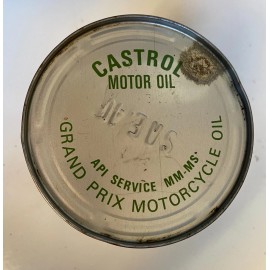 CASTROL
MOTOR OIL
API SERVICE MM-MS
GRAND PRIX MOTORCYCLE OIL